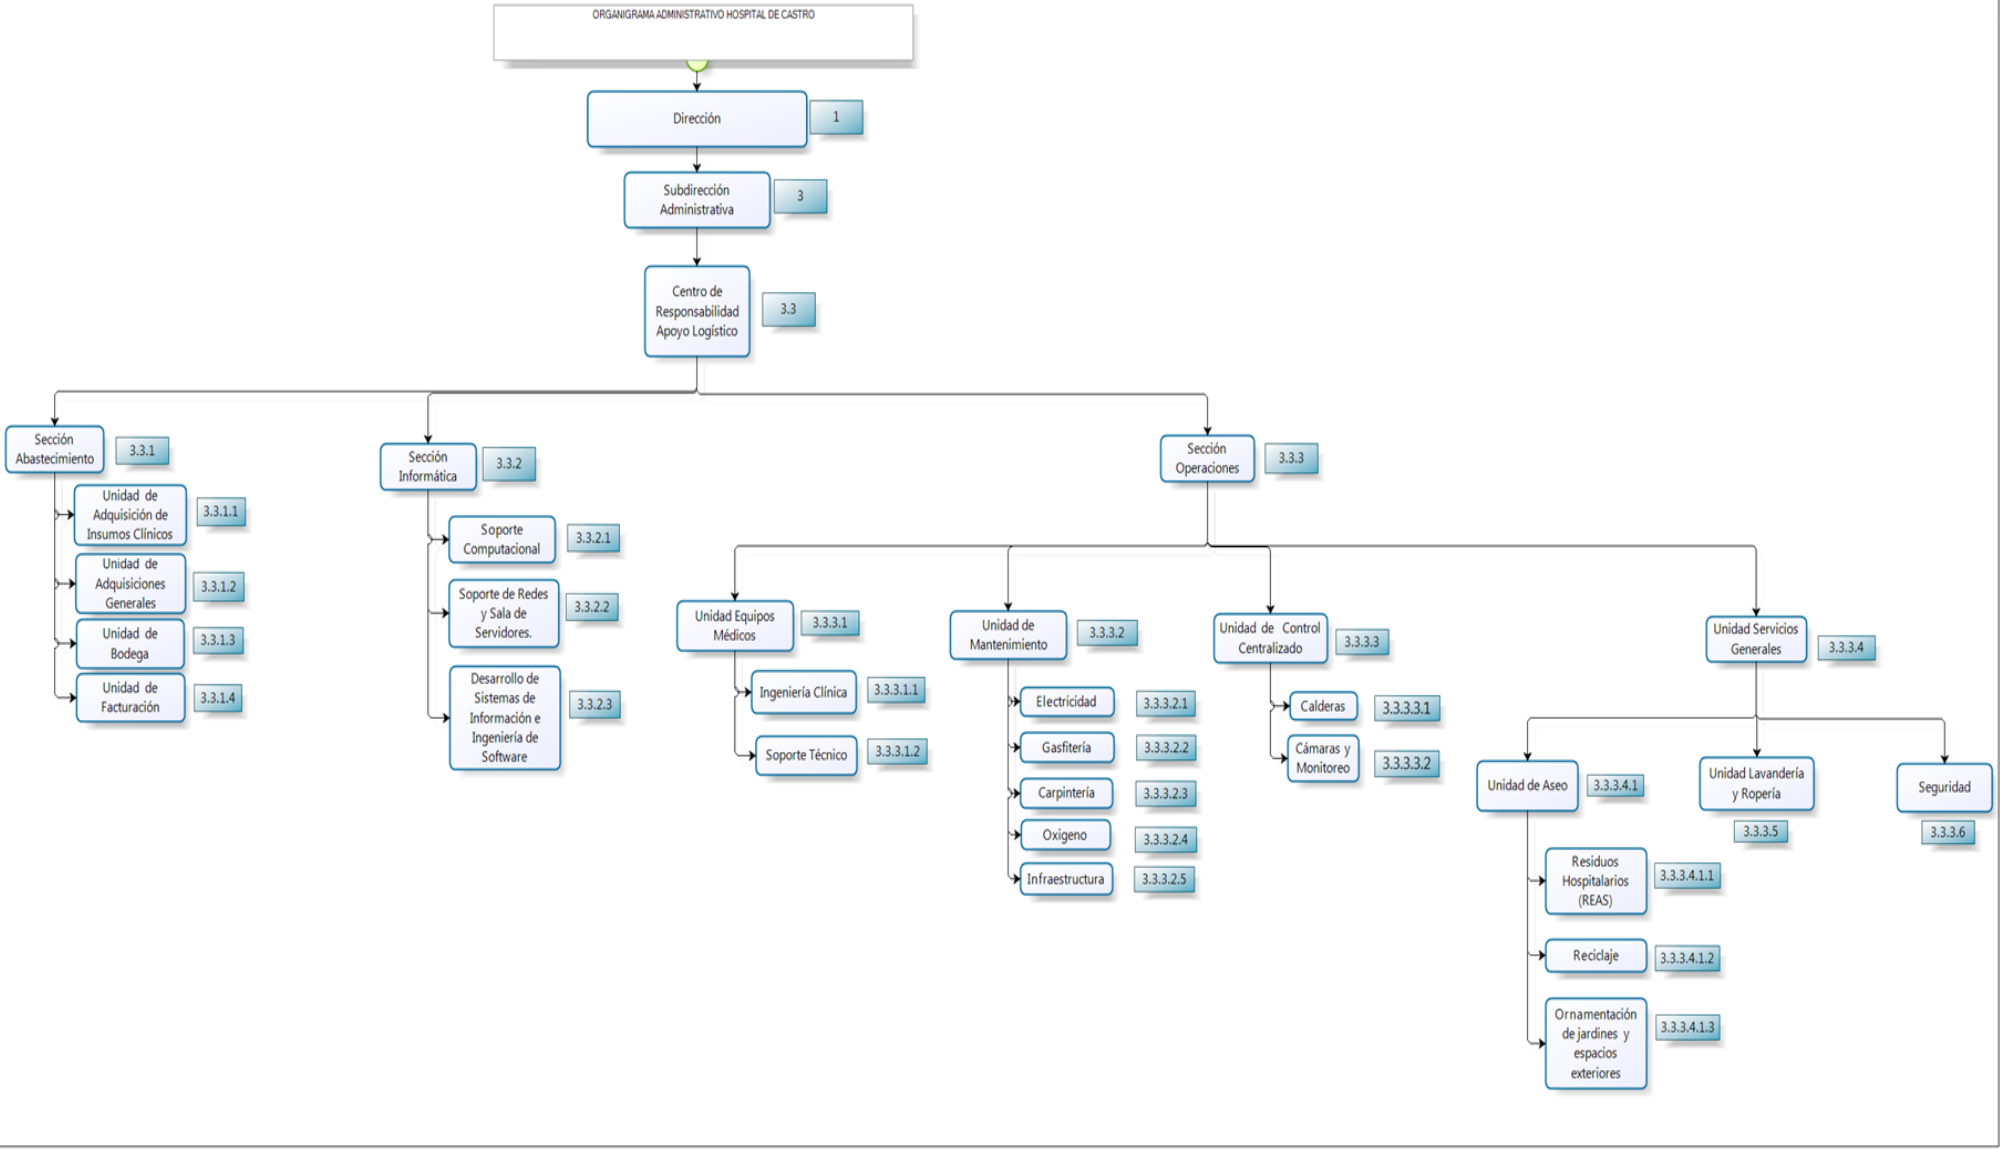 ORGANIGRAMA ADMINISTRATIVO HOSPITAL DE CASTRO
Dirección
1
Subdirección
Administrativa
3
Centro de
Responsabilidad
Apoyo Logístico
3.3
Sección
Abastecimiento
3.3.1
Unidad de
Adquisición de
Insumos Clínicos
3.3.1.1
Unidad de
Adquisiciones
Generales
3.3.1.2
Unidad de
Bodega
3.3.1.3
Unidad de
Facturación
3.3.1.4
Sección
Informática
3.3.2
Soporte
Computacional
3.3.2.1
Soporte de Redes
y Sala de
Servidores.
3.3.2.2
Desarrollo de
Sistemas de
Información e
Ingeniería de
Software
3.3.2.3
Sección
Operaciones
3.3.3
Unidad Equipos
Médicos
3.3.3.1
Ingeniería Clínica
3.3.3.1.1
Soporte Técnico
3.3.3.1.2
Unidad de
Mantenimiento
3.3.3.2
Electricidad
3.3.3.2.1
Gasfitería
3.3.3.2.2
Carpintería
3.3.3.2.3
Oxigeno
3.3.3.2.4
Infraestructura
3.3.3.2.5
Unidad de Control
Centralizado
3.3.3.3
Calderas
3.3.3.3.1
Cámaras y
Monitoreo
3.3.3.3.2
Unidad Servicios
Generales
3.3.3.4
Unidad de Aseo
3.3.3.4.1
Residuos
Hospitalarios
(REAS)
3.3.3.4.1.1
Reciclaje
3.3.3.4.1.2
Ornamentación
de jardines y
espacios
exteriores
3.3.3.4.1.3
Unidad Lavandería
y Ropería
3.3.3.5
Seguridad
3.3.3.6